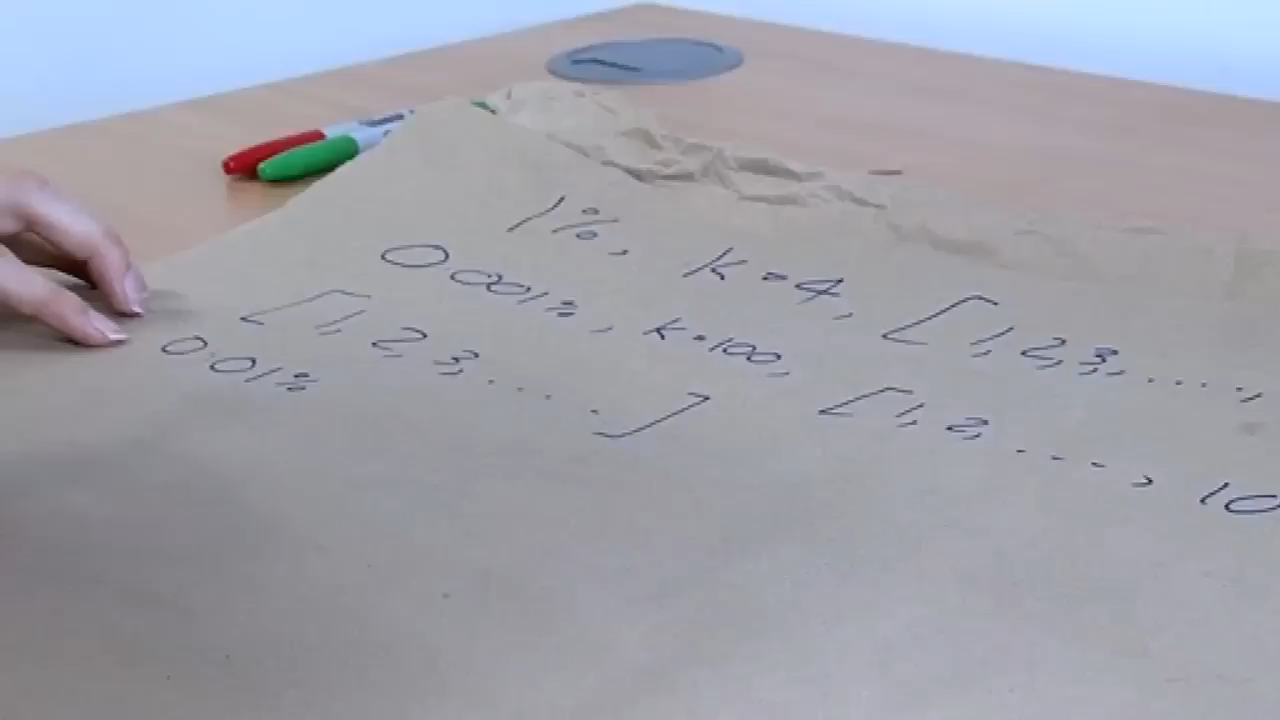 1%, k=4, [1, 2, 3, ....,
0.001%, k=100, [1, 2, ...., 10
[1, 2, 3, .....]
0.01%